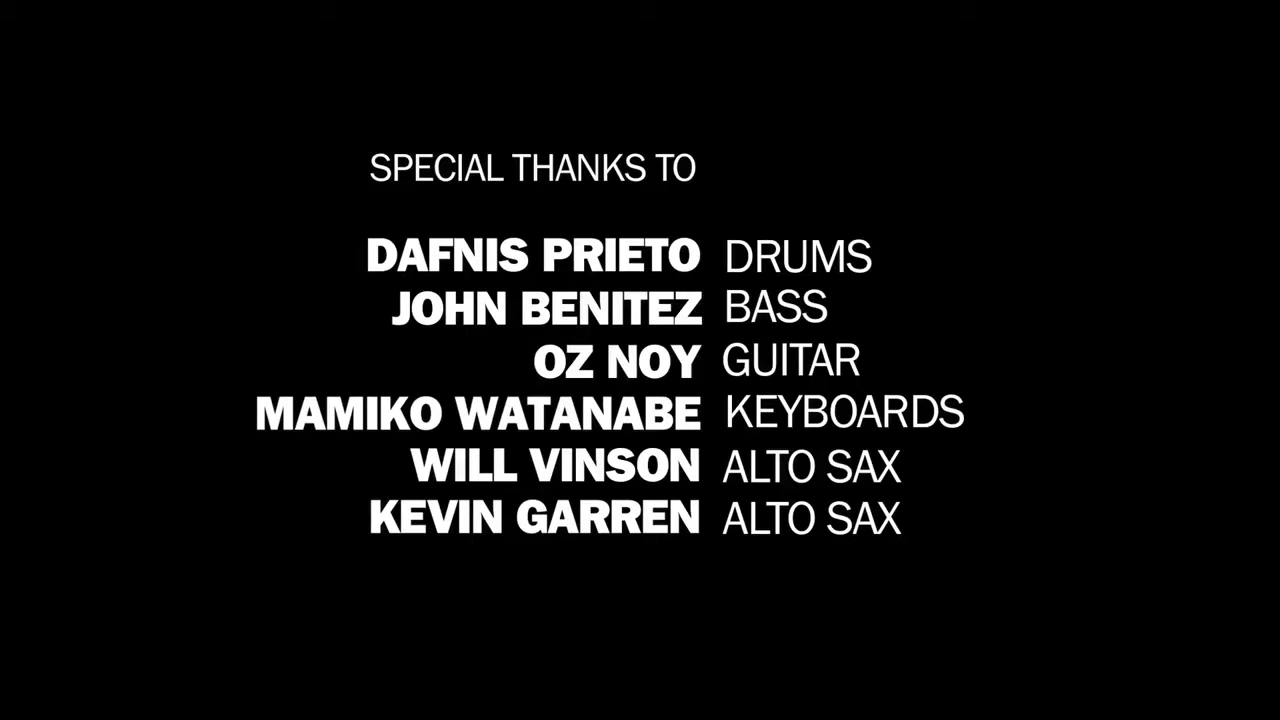 SPECIAL THANKS TO
DAFNIS PRIETO DRUMS
JOHN BENITEZ BASS
OZ NOY GUITAR
MAMIKO WATANABE KEYBOARDS
WILL VINSON ALTO SAX
KEVIN GARREN ALTO SAX